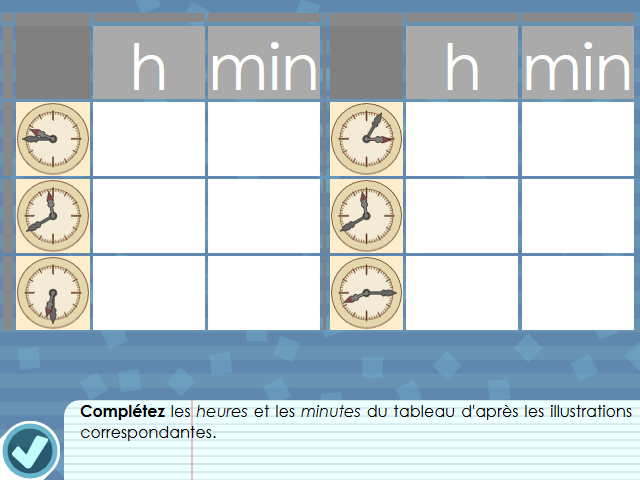 h min h min
Complétez les heures et les minutes du tableau d'après les illustrations
correspondantes.